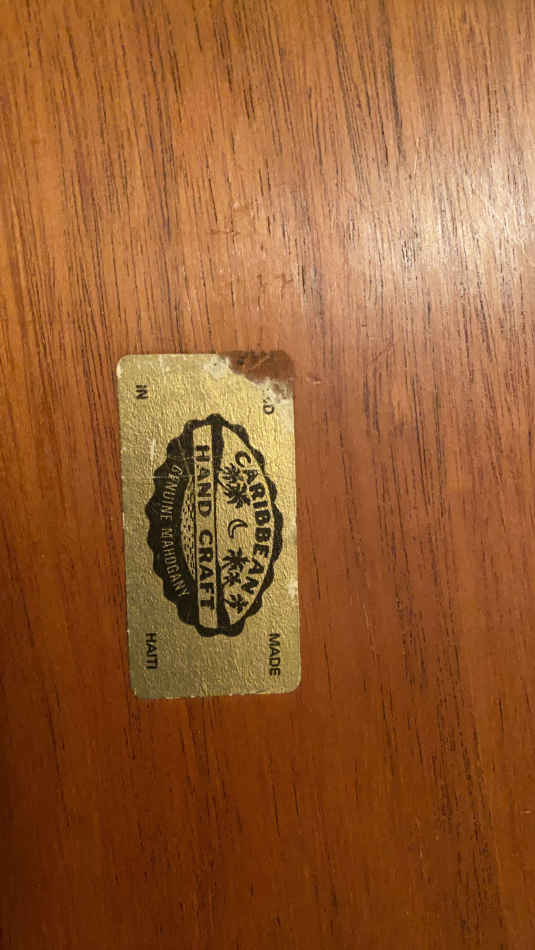 MADE
CARIBBEAN
HAND CRAFT
GENUINE MAHOGANY
IN HAITI